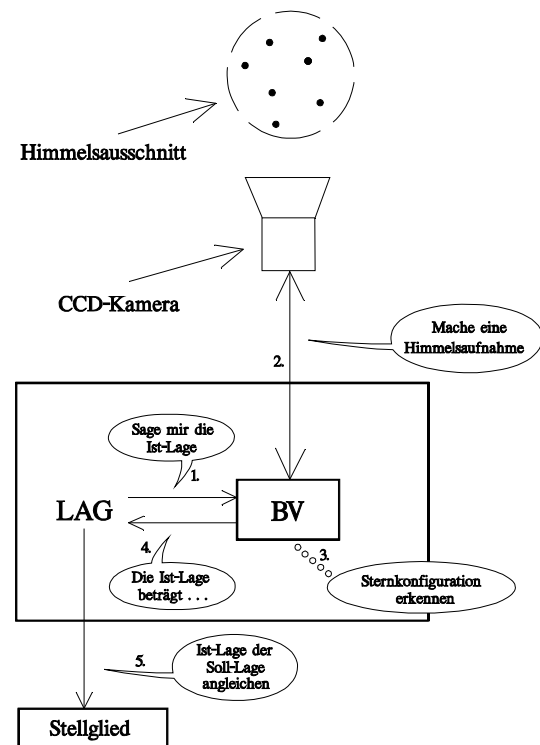 Himmelsausschnitt
CCD-Kamera
Mache eine
Himmelsaufnahme
2.
Sage mir die
Ist-Lage
1.
LAG
BV
4.
3.
Die Ist-Lage
beträgt . . .
Sternkonfiguration
erkennen
5.
Ist-Lage der
Soll-Lage
angleichen
Stellglied